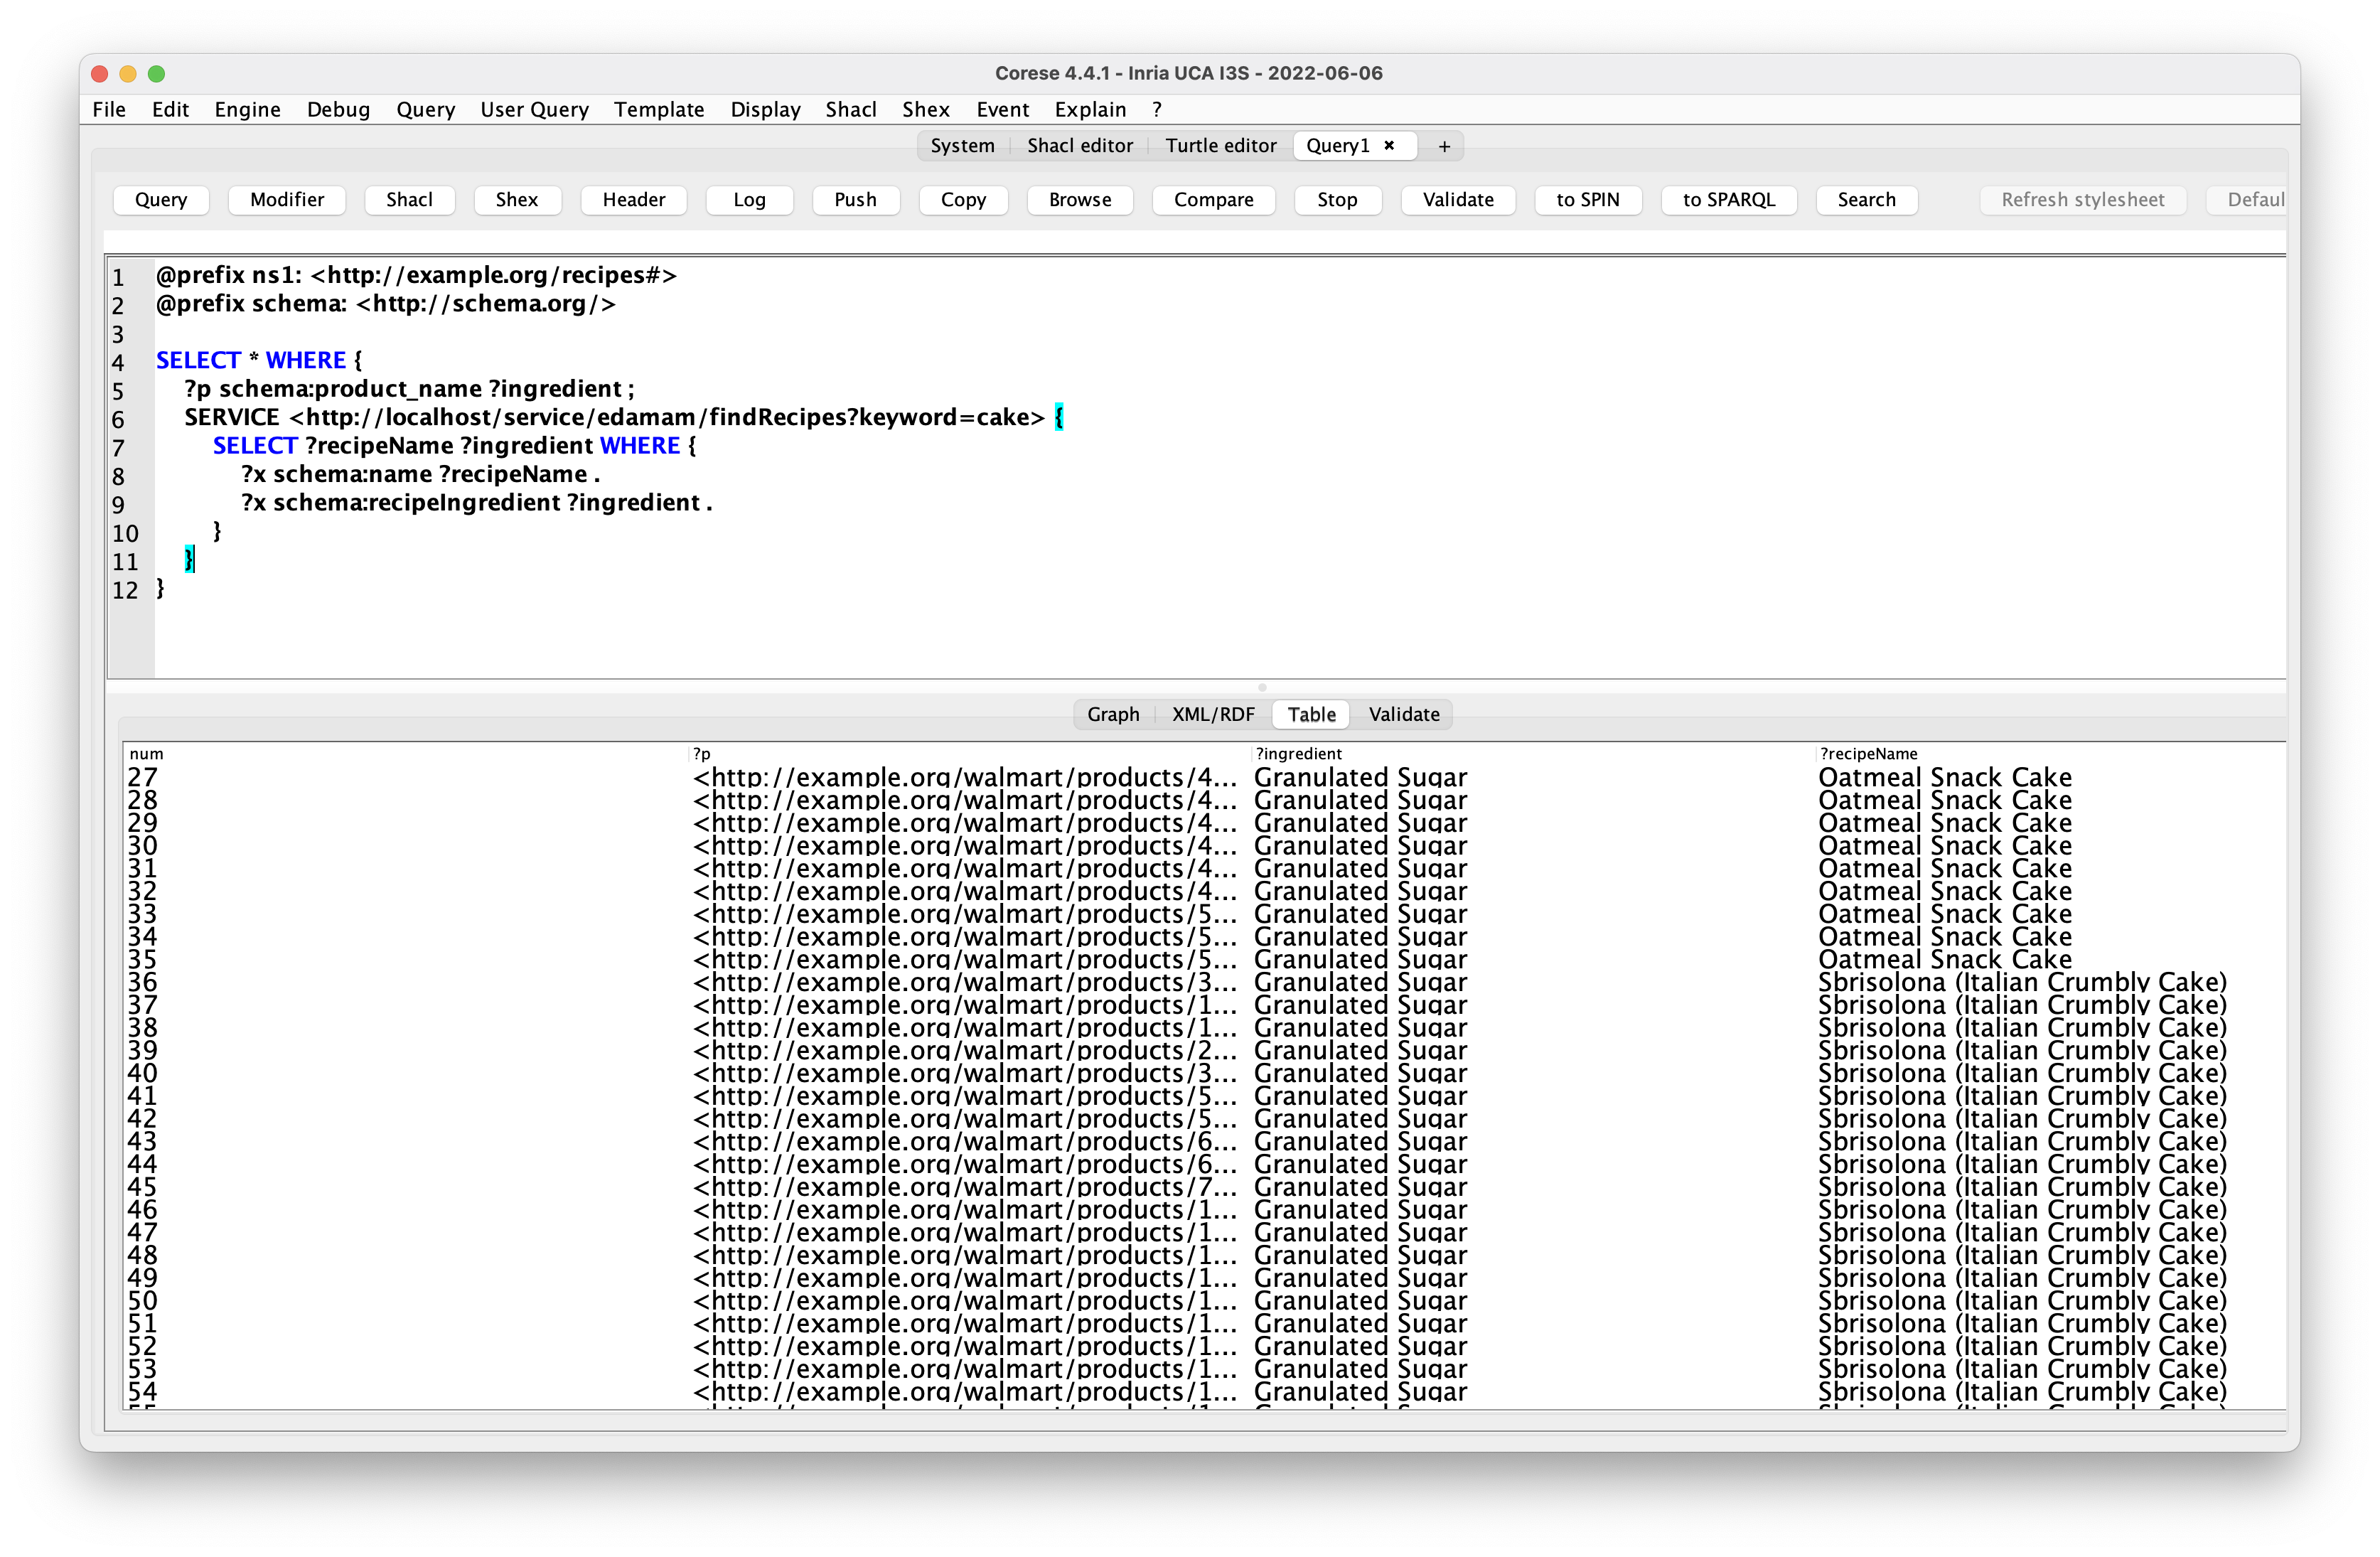 Corese 4.4.1 - Inria UCA I3S - 2022-06-06
File Edit Engine Debug Query User Query Template Display Shacl Shex Event Explain ?
System Shacl editor Turtle editor Query1 × +
Query Modifier Shacl Shex Header Log Push Copy Browse Compare Stop Validate to SPIN to SPARQL Search Refresh stylesheet Defaul
1 @prefix ns1: <http://example.org/recipes#>
2 @prefix schema: <http://schema.org/>
3
4 SELECT * WHERE {
5 ?p schema:product_name ?ingredient ;
6 SERVICE <http://localhost/service/edamam/findRecipes?keyword=cake> {
7 SELECT ?recipeName ?ingredient WHERE {
8 ?x schema:name ?recipeName .
9 ?x schema:recipeIngredient ?ingredient .
10 }
11 }
12 }
Graph XML/RDF Table Validate
num ?p ?ingredient ?recipeName
27 <http://example.org/walmart/products/4... Granulated Sugar Oatmeal Snack Cake
28 <http://example.org/walmart/products/4... Granulated Sugar Oatmeal Snack Cake
29 <http://example.org/walmart/products/4... Granulated Sugar Oatmeal Snack Cake
30 <http://example.org/walmart/products/4... Granulated Sugar Oatmeal Snack Cake
31 <http://example.org/walmart/products/4... Granulated Sugar Oatmeal Snack Cake
32 <http://example.org/walmart/products/4... Granulated Sugar Oatmeal Snack Cake
33 <http://example.org/walmart/products/5... Granulated Sugar Oatmeal Snack Cake
34 <http://example.org/walmart/products/5... Granulated Sugar Oatmeal Snack Cake
35 <http://example.org/walmart/products/5... Granulated Sugar Oatmeal Snack Cake
36 <http://example.org/walmart/products/3... Granulated Sugar Sbrisolona (Italian Crumbly Cake)
37 <http://example.org/walmart/products/1... Granulated Sugar Sbrisolona (Italian Crumbly Cake)
38 <http://example.org/walmart/products/1... Granulated Sugar Sbrisolona (Italian Crumbly Cake)
39 <http://example.org/walmart/products/2... Granulated Sugar Sbrisolona (Italian Crumbly Cake)
40 <http://example.org/walmart/products/3... Granulated Sugar Sbrisolona (Italian Crumbly Cake)
41 <http://example.org/walmart/products/5... Granulated Sugar Sbrisolona (Italian Crumbly Cake)
42 <http://example.org/walmart/products/5... Granulated Sugar Sbrisolona (Italian Crumbly Cake)
43 <http://example.org/walmart/products/6... Granulated Sugar Sbrisolona (Italian Crumbly Cake)
44 <http://example.org/walmart/products/6... Granulated Sugar Sbrisolona (Italian Crumbly Cake)
45 <http://example.org/walmart/products/7... Granulated Sugar Sbrisolona (Italian Crumbly Cake)
46 <http://example.org/walmart/products/1... Granulated Sugar Sbrisolona (Italian Crumbly Cake)
47 <http://example.org/walmart/products/1... Granulated Sugar Sbrisolona (Italian Crumbly Cake)
48 <http://example.org/walmart/products/1... Granulated Sugar Sbrisolona (Italian Crumbly Cake)
49 <http://example.org/walmart/products/1... Granulated Sugar Sbrisolona (Italian Crumbly Cake)
50 <http://example.org/walmart/products/1... Granulated Sugar Sbrisolona (Italian Crumbly Cake)
51 <http://example.org/walmart/products/1... Granulated Sugar Sbrisolona (Italian Crumbly Cake)
52 <http://example.org/walmart/products/1... Granulated Sugar Sbrisolona (Italian Crumbly Cake)
53 <http://example.org/walmart/products/1... Granulated Sugar Sbrisolona (Italian Crumbly Cake)
54 <http://example.org/walmart/products/1... Granulated Sugar Sbrisolona (Italian Crumbly Cake)